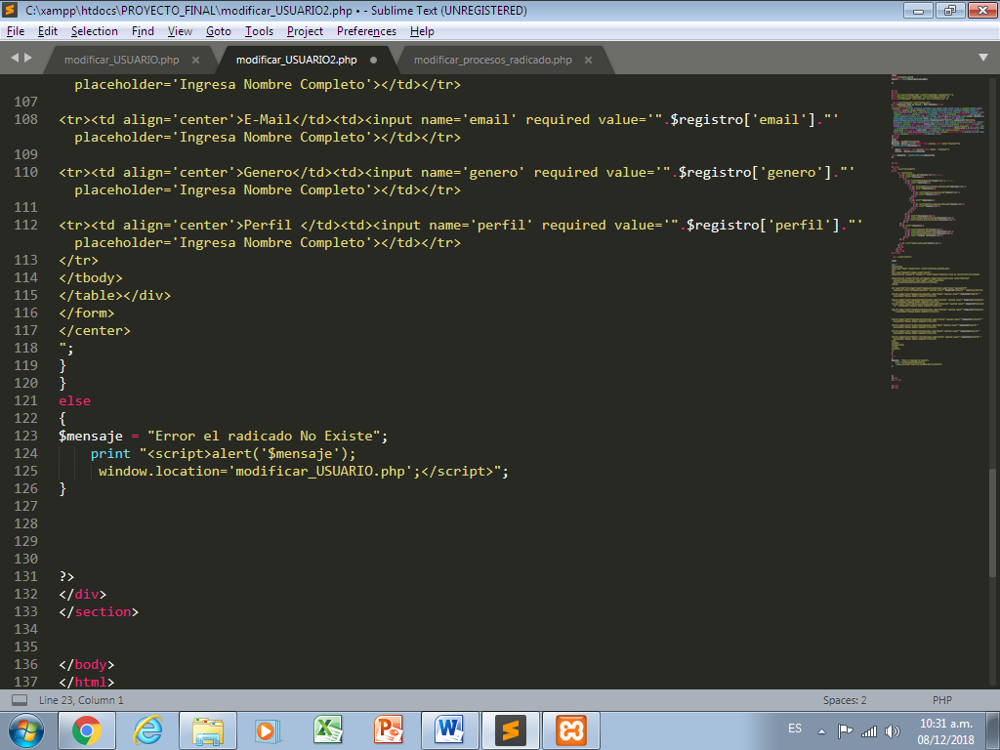 C:\xampp\htdocs\PROYECTO_FINAL\modificar_USUARIO2.php • - Sublime Text (UNREGISTERED)
File Edit Selection Find View Goto Tools Project Preferences Help
modificar_USUARIO.php × modificar_USUARIO2.php ● modificar_procesos_radicado.php ×
placeholder='Ingresa Nombre Completo'></td></tr>
107
108 <tr><td align='center'>E-Mail</td><td><input name='email' required value='".$registro['email']."'
placeholder='Ingresa Nombre Completo'></td></tr>
109
110 <tr><td align='center'>Genero</td><td><input name='genero' required value='".$registro['genero']."'
placeholder='Ingresa Nombre Completo'></td></tr>
111
112 <tr><td align='center'>Perfil </td><td><input name='perfil' required value='".$registro['perfil']."'
placeholder='Ingresa Nombre Completo'></td></tr>
113 </tr>
114 </tbody>
115 </table></div>
116 </form>
117 </center>
118 ";
119 }
120 }
121 else
122 {
123 $mensaje = "Error el radicado No Existe";
124 print "<script>alert('$mensaje');
125 window.location='modificar_USUARIO.php';</script>";
126 }
127
128
129
130
131 ?>
132 </div>
133 </section>
134
135
136 </body>
137 </html>
Line 23, Column 1 Spaces: 2 PHP
ES 10:31 a.m.
08/12/2018